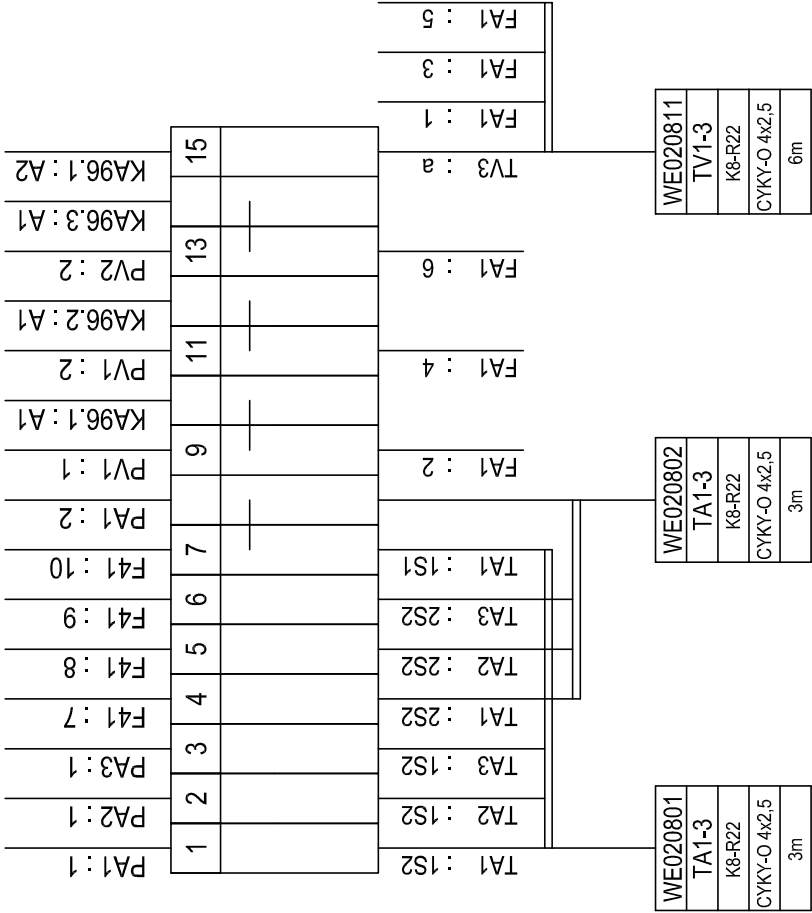 FA1 : 5
FA1 : 3
FA1 : 1
KA96.1 : A2
15
TV3 : a
KA96.3 : A1
PV2 : 2
13
FA1 : 6
KA96.2 : A1
PV1 : 2
11
FA1 : 4
KA96.1 : A1
PV1 : 1
9
FA1 : 2
PA1 : 2
F41 : 10
7
TA1 : 1S1
F41 : 9
6
TA3 : 2S2
F41 : 8
5
TA2 : 2S2
F41 : 7
4
TA1 : 2S2
PA3 : 1
3
TA3 : 1S2
PA2 : 1
2
TA2 : 1S2
PA1 : 1
1
TA1 : 1S2
WE020811
TV1-3
K8-R22
CYKY-O 4x2,5
6m
WE020802
TA1-3
K8-R22
CYKY-O 4x2,5
3m
WE020801
TA1-3
K8-R22
CYKY-O 4x2,5
3m